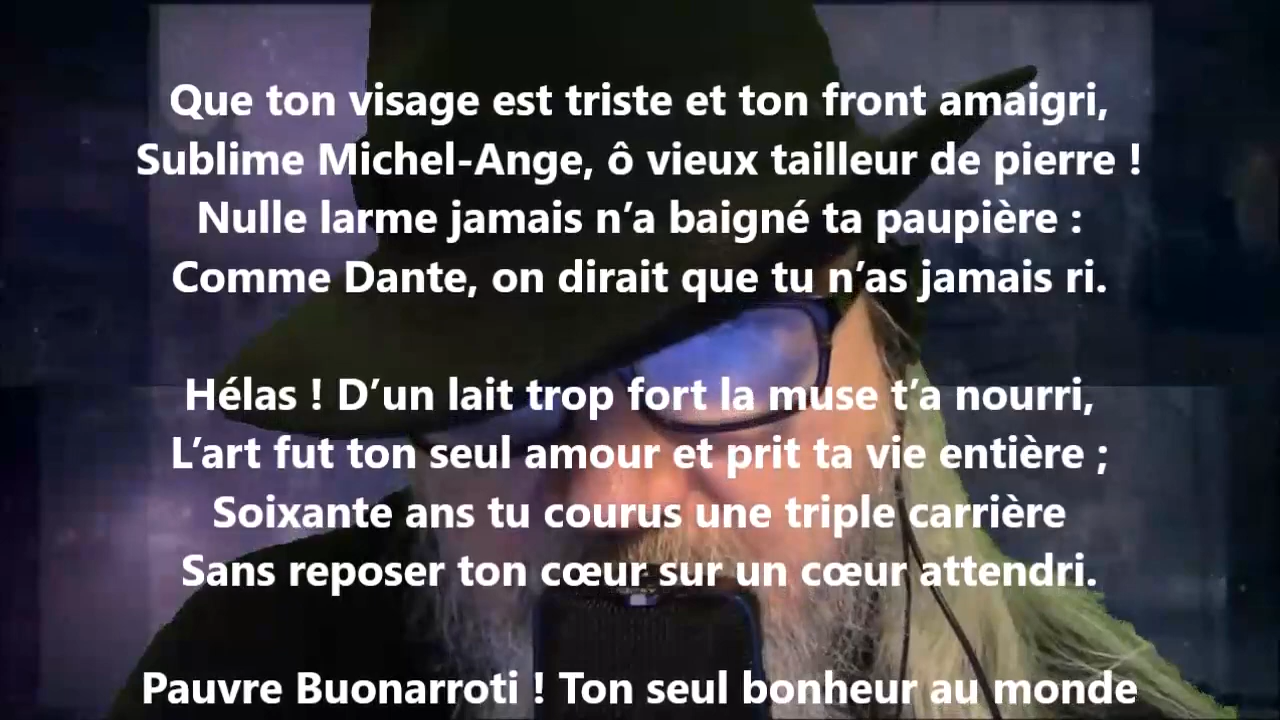 Que ton visage est triste et ton front amaigri,
Sublime Michel-Ange, ô vieux tailleur de pierre !
Nulle larme jamais n’a baigné ta paupière :
Comme Dante, on dirait que tu n’as jamais ri.
Hélas ! D’un lait trop fort la muse t’a nourri,
L’art fut ton seul amour et prit ta vie entière ;
Soixante ans tu courus une triple carrière
Sans reposer ton cœur sur un cœur attendri.
Pauvre Buonarroti ! Ton seul bonheur au monde